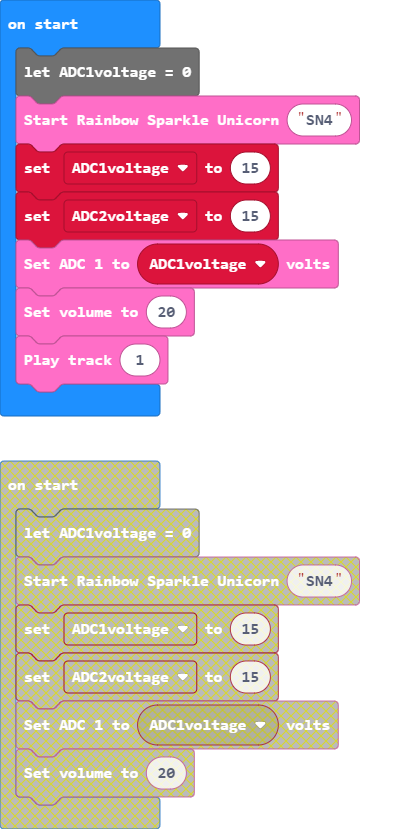 on start
let ADC1voltage = 0
Start Rainbow Sparkle Unicorn "SN4"
set ADC1voltage to 15
set ADC2voltage to 15
Set ADC 1 to ADC1voltage volts
Set volume to 20
Play track 1
on start
let ADC1voltage = 0
Start Rainbow Sparkle Unicorn "SN4"
set ADC1voltage to 15
set ADC2voltage to 15
Set ADC 1 to ADC1voltage volts
Set volume to 20